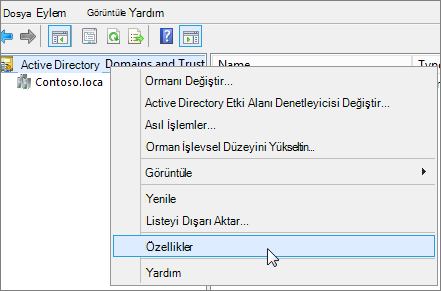 Dosya Eylem Görüntüle Yardım
Active Directory Domains and Trust
Name Type
Contoso.loca
Ormanı Değiştir...
Active Directory Etki Alanı Denetleyicisi Değiştir...
Asıl İşlemler...
Orman İşlevsel Düzeyini Yükseltin...
Görüntüle
Yenile
Listeyi Dışarı Aktar...
Özellikler
Yardım